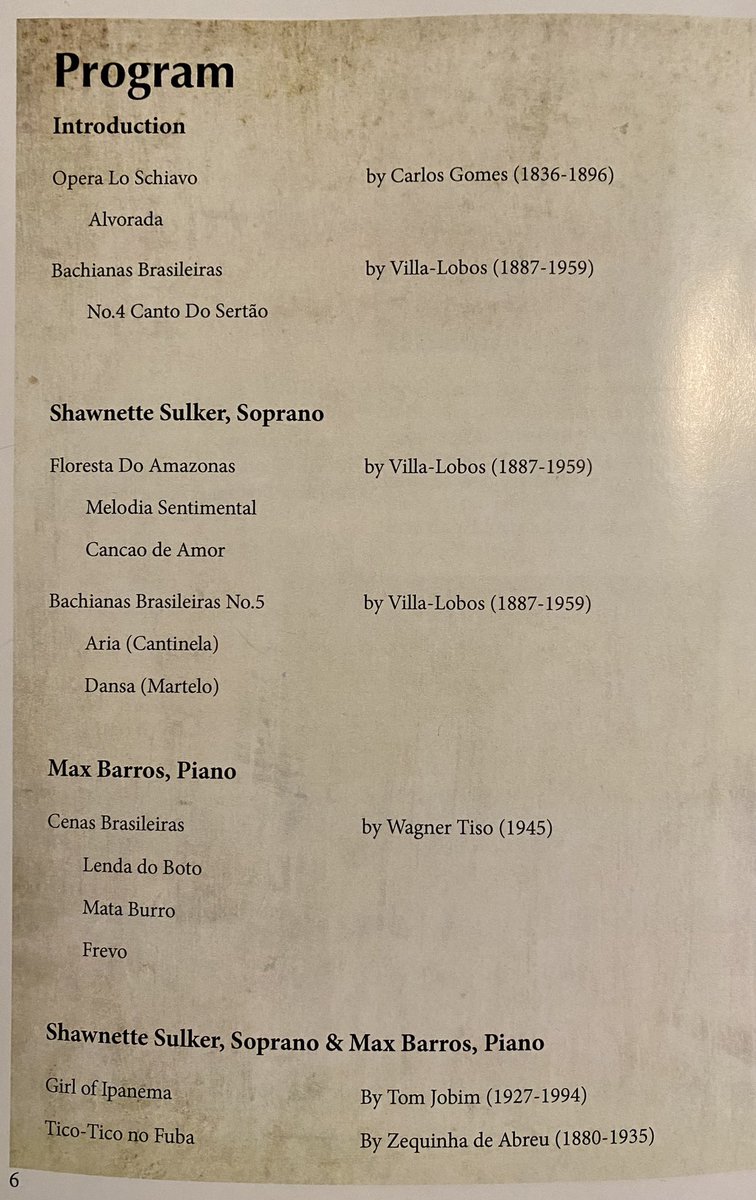 Program
Introduction
Opera Lo Schiavo by Carlos Gomes (1836-1896)
Alvorada
Bachianas Brasileiras by Villa-Lobos (1887-1959)
No.4 Canto Do Sertão
Shawnette Sulker, Soprano
Floresta Do Amazonas by Villa-Lobos (1887-1959)
Melodia Sentimental
Cancao de Amor
Bachianas Brasileiras No.5 by Villa-Lobos (1887-1959)
Aria (Cantinela)
Dansa (Martelo)
Max Barros, Piano
Cenas Brasileiras by Wagner Tiso (1945)
Lenda do Boto
Mata Burro
Frevo
Shawnette Sulker, Soprano & Max Barros, Piano
Girl of Ipanema By Tom Jobim (1927-1994)
Tico-Tico no Fuba By Zequinha de Abreu (1880-1935)
6